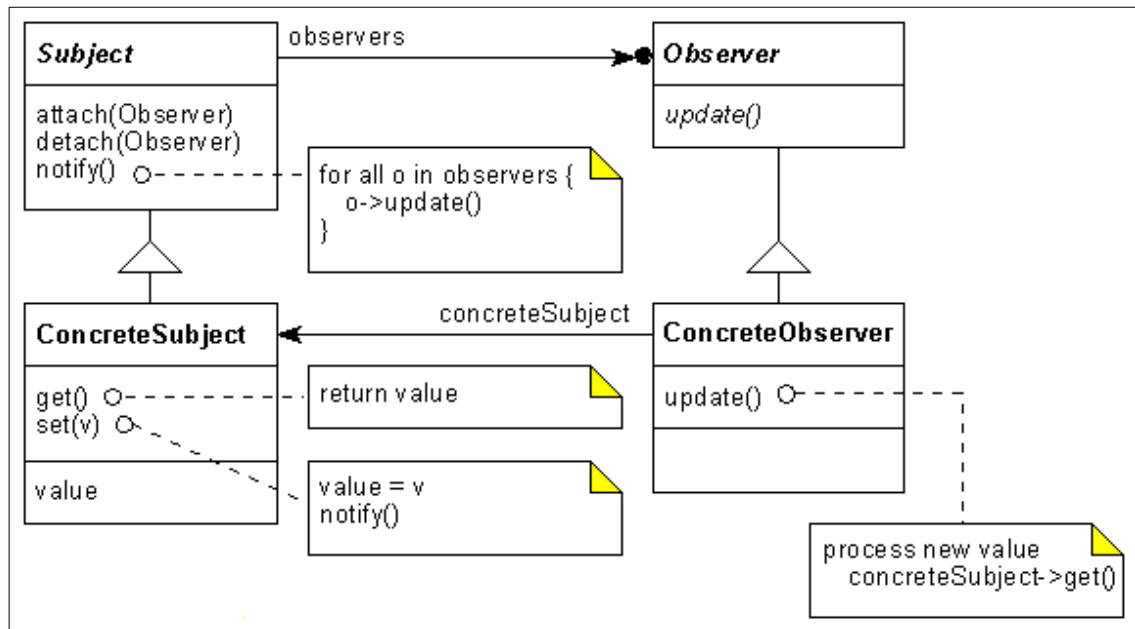 Subject
attach(Observer)
detach(Observer)
notify()
observers
Observer
update()
for all o in observers {
o->update()
}
ConcreteSubject
get()
set(v)
value
concreteSubject
ConcreteObserver
update()
return value
value = v
notify()
process new value
concreteSubject->get()